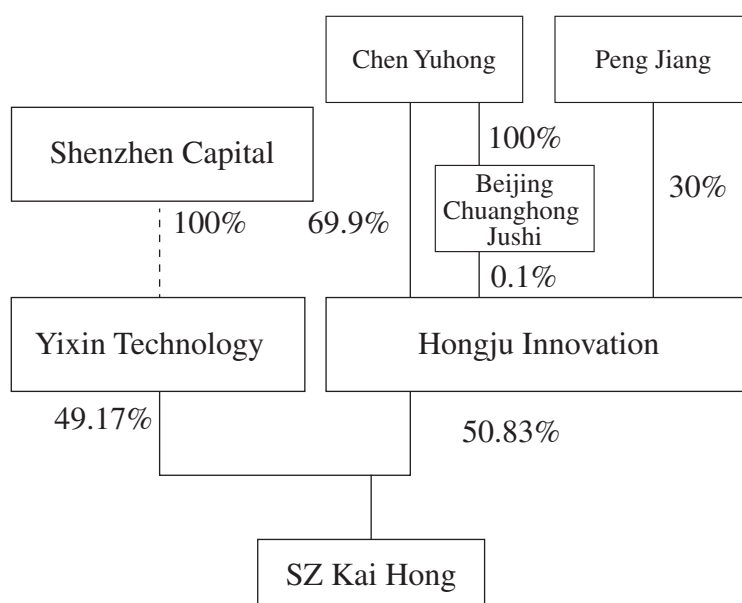 Chen Yuhong
Peng Jiang
Shenzhen Capital
100%
Beijing
Chuanghong
Jushi
30%
100%
69.9%
0.1%
Yixin Technology
Hongju Innovation
49.17%
50.83%
SZ Kai Hong